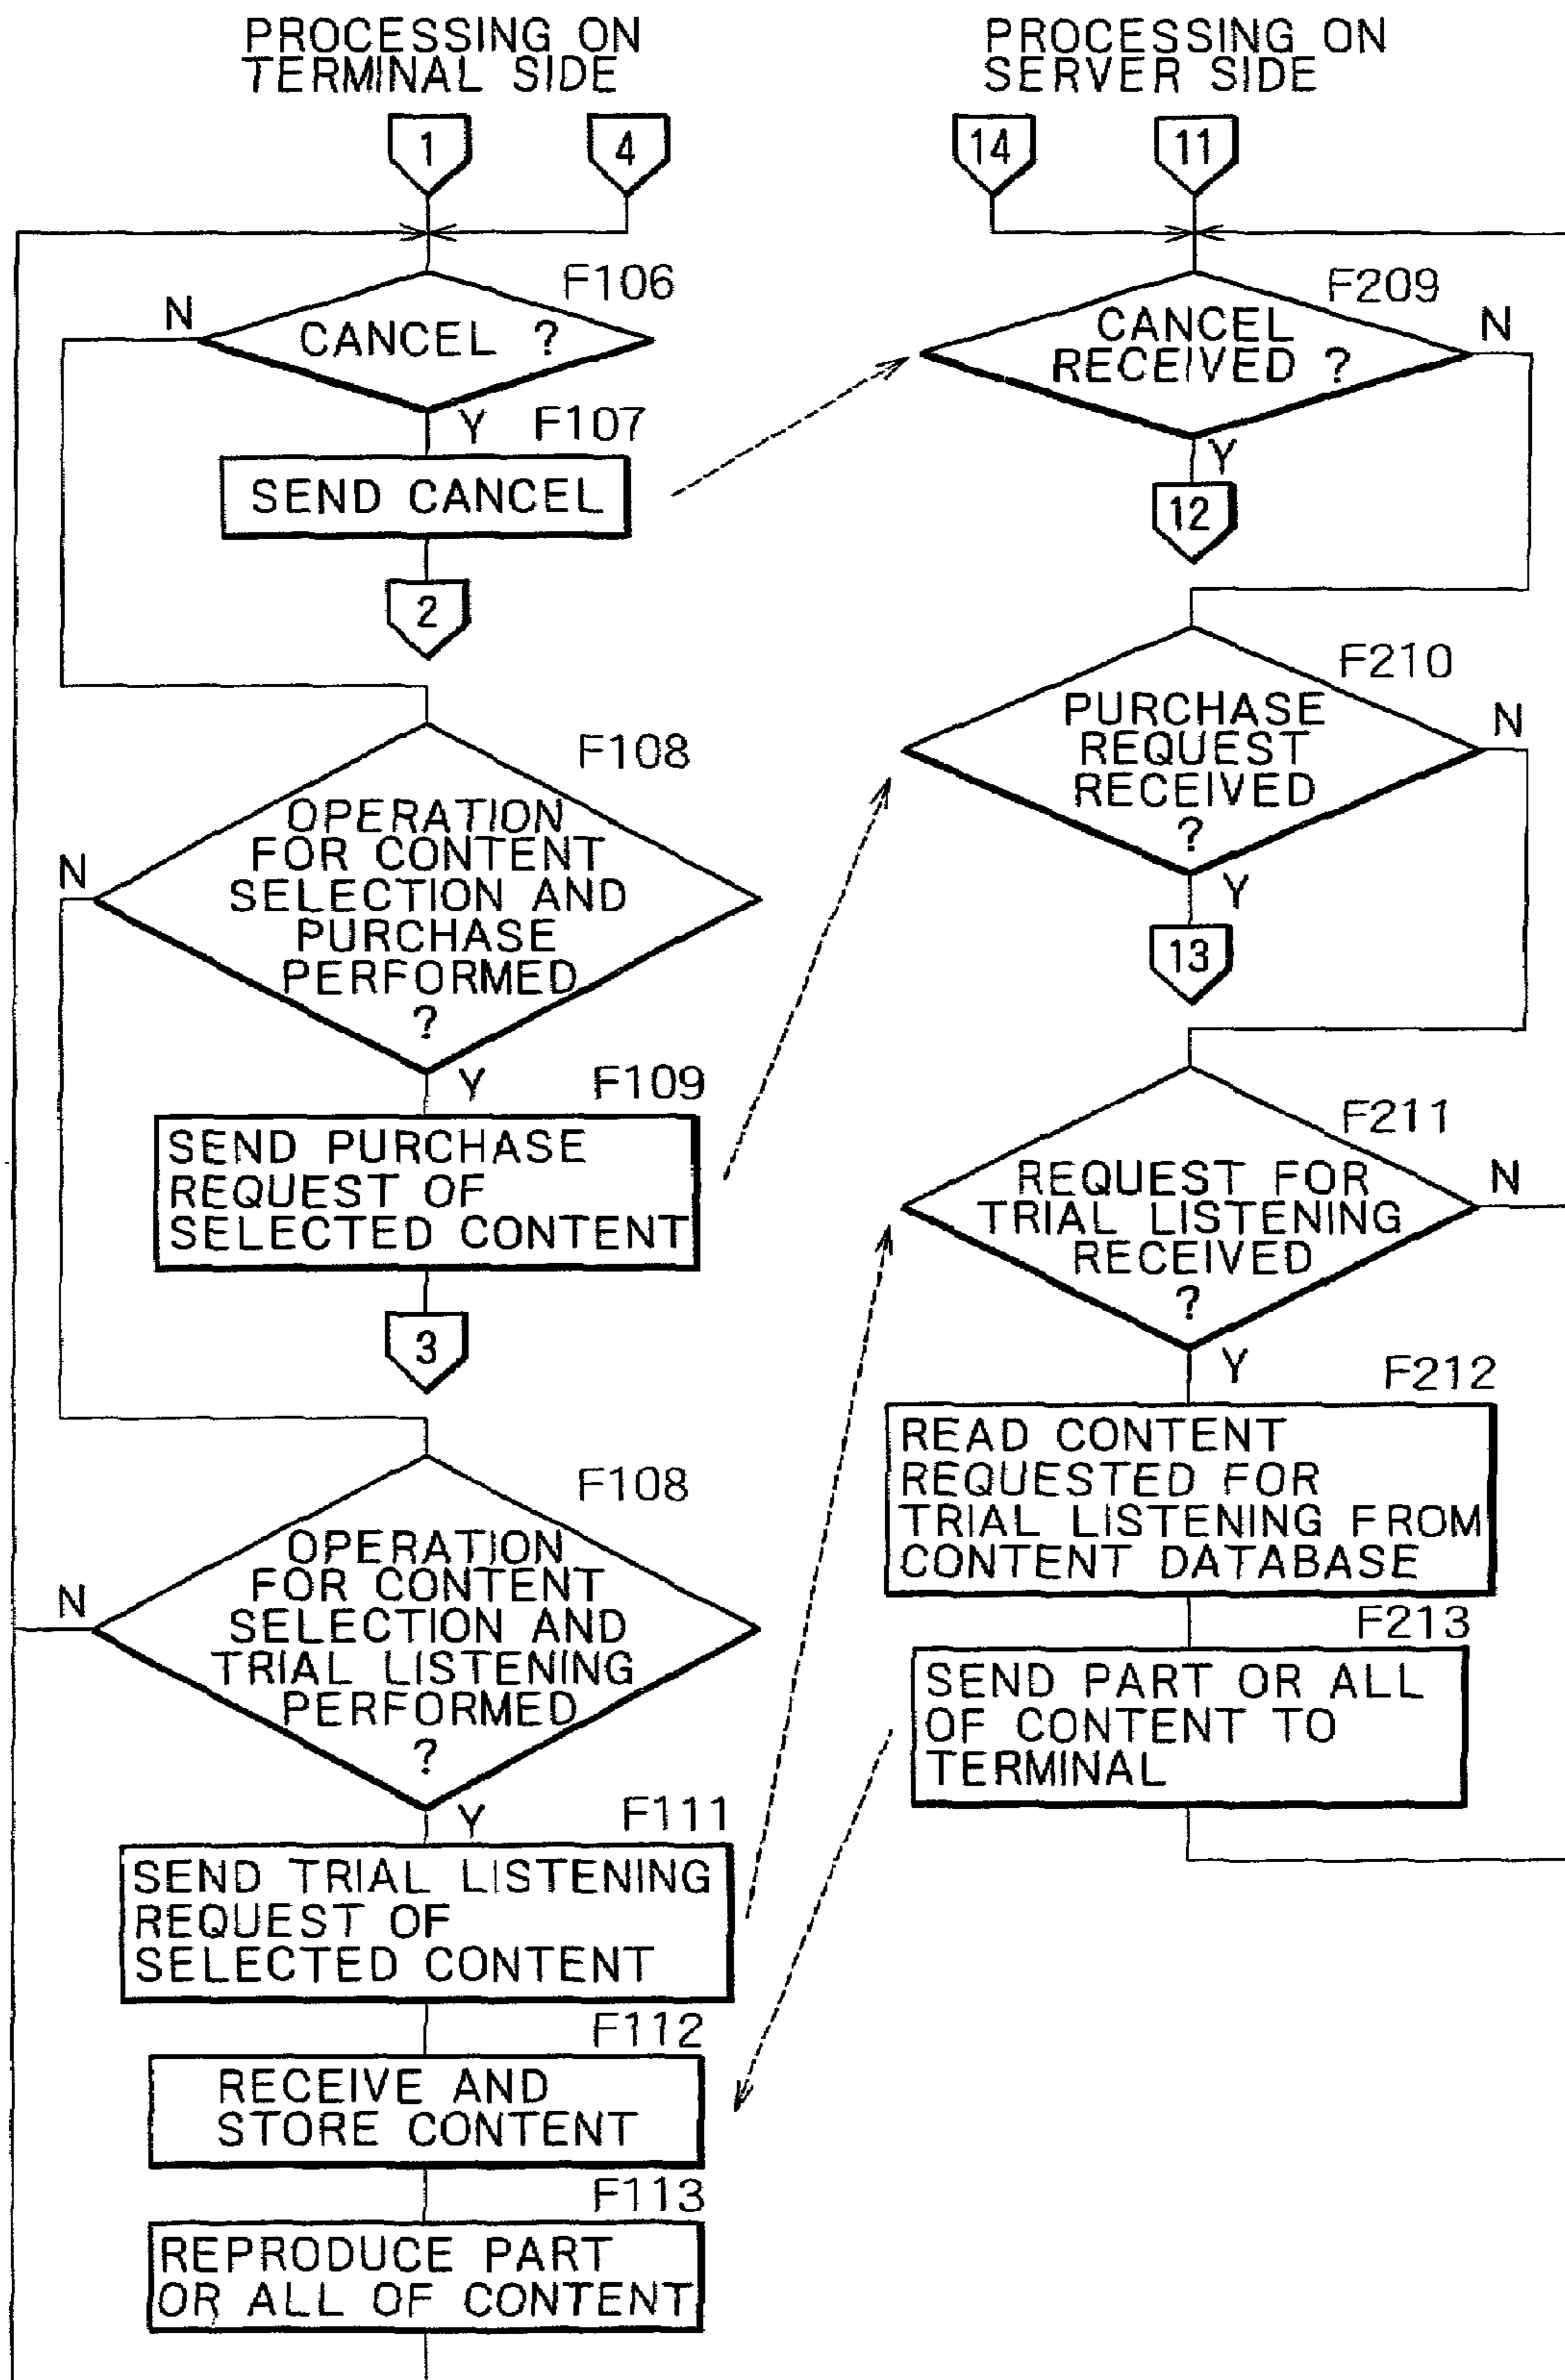 PROCESSING ON
TERMINAL SIDE
1
4
N
F106
CANCEL ?
Y
F107
SEND CANCEL
2
F108
OPERATION
FOR CONTENT
SELECTION AND
PURCHASE
PERFORMED
?
N
Y
F109
SEND PURCHASE
REQUEST OF
SELECTED CONTENT
3
F108
OPERATION
FOR CONTENT
SELECTION AND
TRIAL LISTENING
PERFORMED
?
N
Y
F111
SEND TRIAL LISTENING
REQUEST OF
SELECTED CONTENT
F112
RECEIVE AND
STORE CONTENT
F113
REPRODUCE PART
OR ALL OF CONTENT
PROCESSING ON
SERVER SIDE
14
11
F209
CANCEL
RECEIVED ?
N
Y
12
F210
PURCHASE
REQUEST
RECEIVED
?
N
Y
13
F211
REQUEST FOR
TRIAL LISTENING
RECEIVED
?
N
Y
F212
READ CONTENT
REQUESTED FOR
TRIAL LISTENING FROM
CONTENT DATABASE
F213
SEND PART OR ALL
OF CONTENT TO
TERMINAL